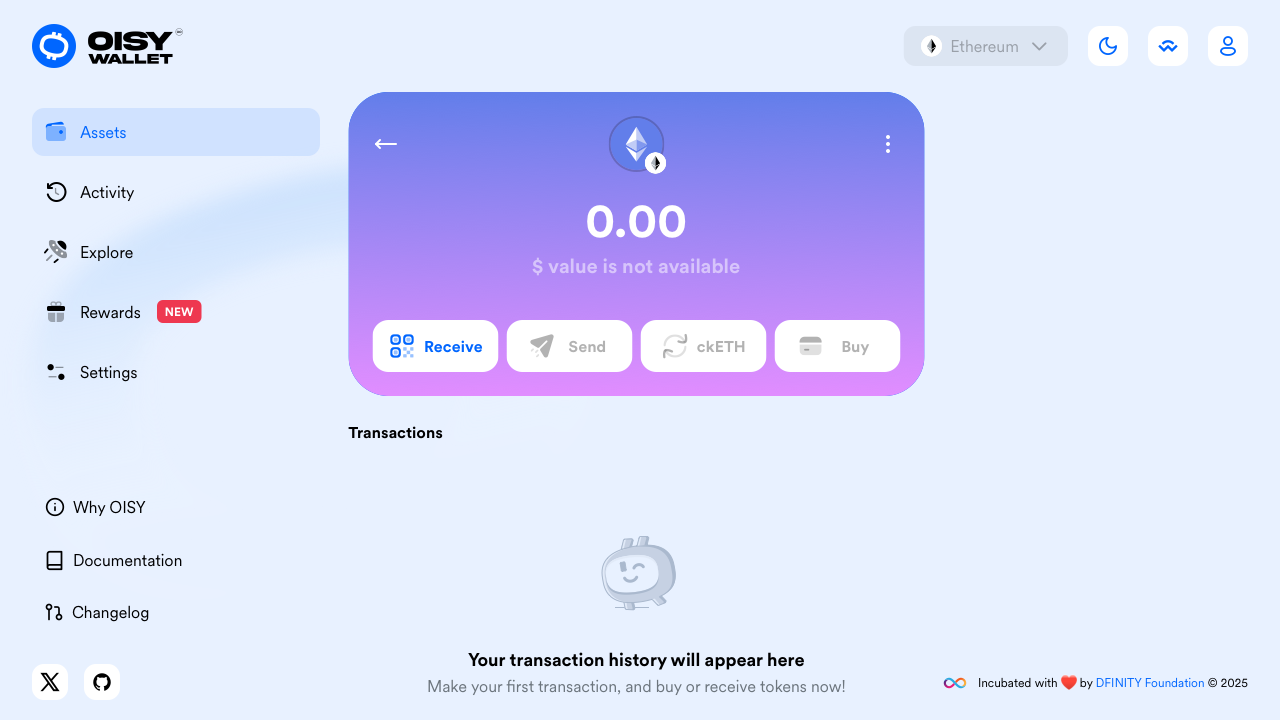 OISY
WALLET
Ethereum
Assets
Activity
Explore
Rewards NEW
Settings
Why OISY
Documentation
Changelog
0.00
$ value is not available
Receive
Send
ckETH
Buy
Transactions
Your transaction history will appear here
Make your first transaction, and buy or receive tokens now!
Incubated with ❤️ by DFINITY Foundation © 2025